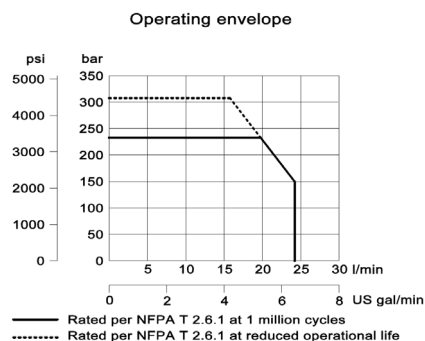 Operating envelope
psi bar
5000 350
4000 300
250
3000 200
2000 150
100
1000 50
0 0
5 10 15 20 25 30 l/min
0 2 4 6 8 US gal/min
Rated per NFPA T 2.6.1 at 1 million cycles
Rated per NFPA T 2.6.1 at reduced operational life